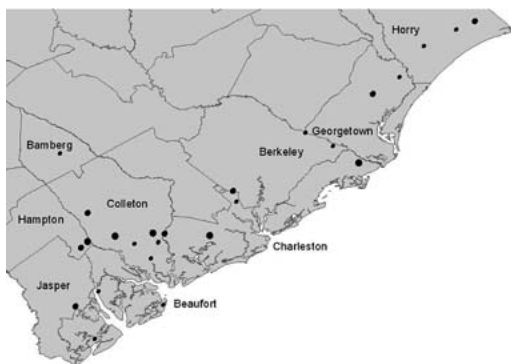 Horry
Georgetown
Bamberg
Berkeley
Hampton
Colleton
Charleston
Jasper
Beaufort